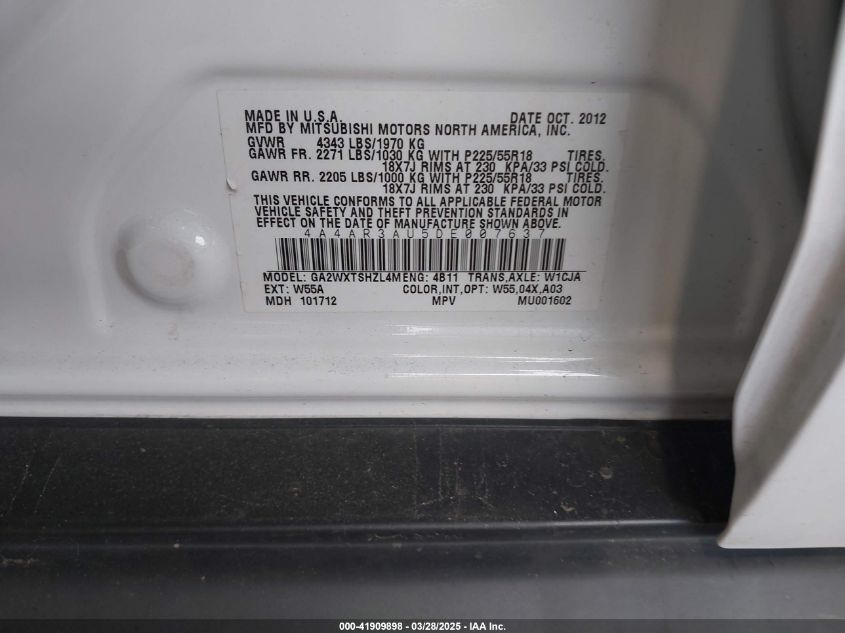 MADE IN U.S.A. DATE OCT. 2012
MFD BY MITSUBISHI MOTORS NORTH AMERICA, INC.
GVWR 4343 LBS/1970 KG
GAWR FR. 2271 LBS/1030 KG WITH P225/55R18 TIRES.
18X7J RIMS AT 230 KPA/33 PSI COLD.
GAWR RR. 2205 LBS/1000 KG WITH P225/55R18 TIRES.
18X7J RIMS AT 230 KPA/33 PSI COLD.
THIS VEHICLE CONFORMS TO ALL APPLICABLE FEDERAL MOTOR
VEHICLE SAFETY AND THEFT PREVENTION STANDARDS IN
EFFECT ON THE DATE OF MANUFACTURE SHOWN ABOVE.
4A4AR3AU5DE007637
MODEL: GA2WXTSHZL4M ENG: 4B11 TRANS,AXLE: W1CJA
EXT: W55A COLOR,INT,OPT: W55,04X,A03
MDH 101712 MPV MU001602
000-41909898 — 03/28/2025 — IAA Inc.